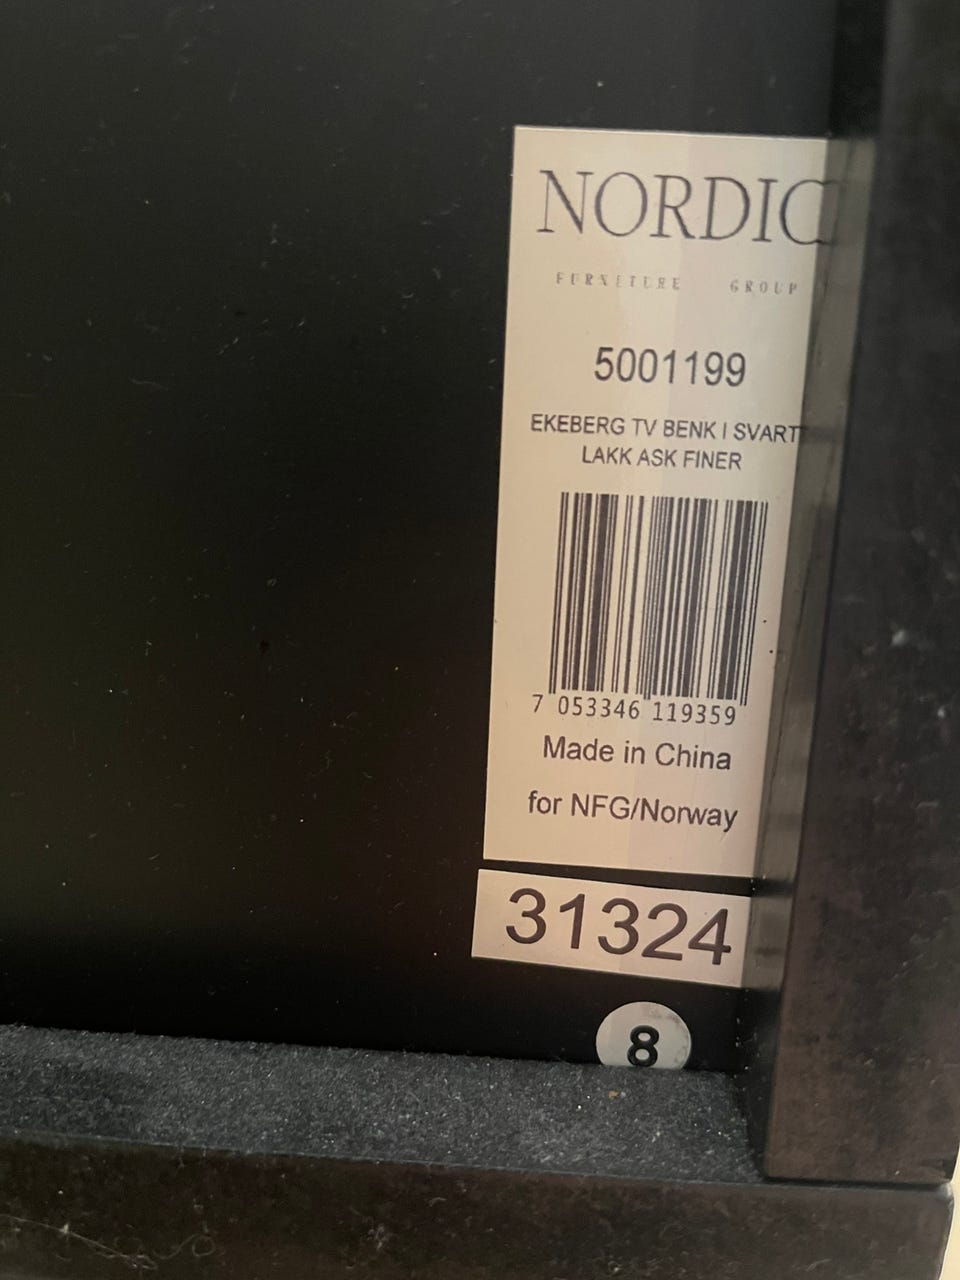 NORDIC
FURNITURE GROUP
5001199
EKEBERG TV BENK I SVART
LAKK ASK FINER
7 053346 119359
Made in China
for NFG/Norway
31324
8